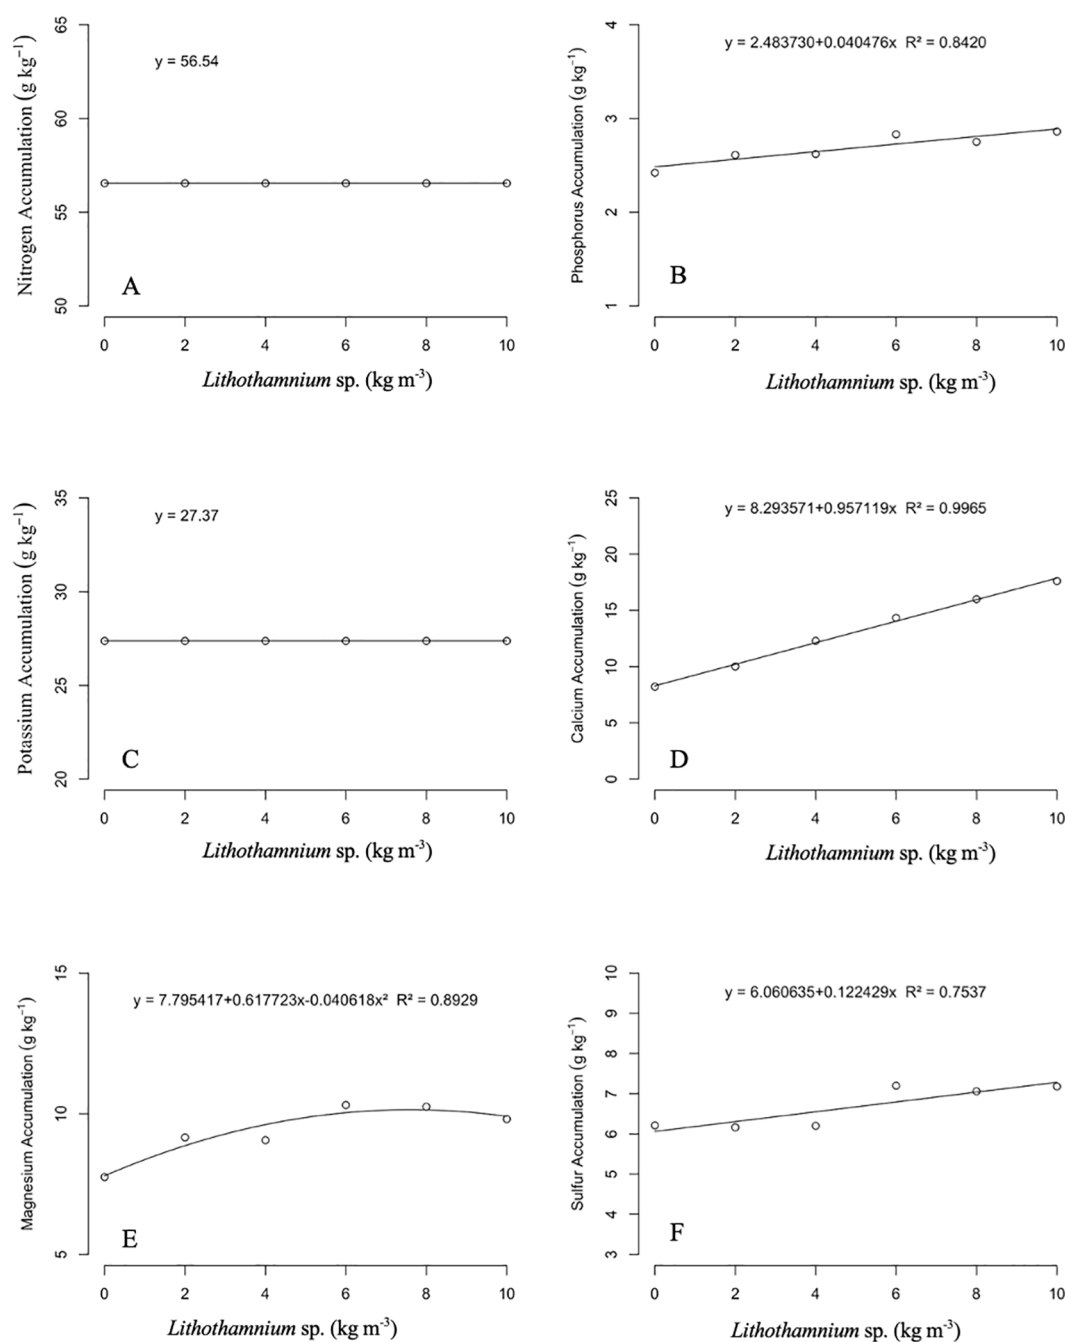 Nitrogen Accumulation (g kg⁻¹)
65
60
55
50
y = 56.54
A
0 2 4 6 8 10
Lithothamnium sp. (kg m⁻³)
Phosphorus Accumulation (g kg⁻¹)
4
3
2
1
y = 2.483730+0.040476x R² = 0.8420
B
0 2 4 6 8 10
Lithothamnium sp. (kg m⁻³)
Potassium Accumulation (g kg⁻¹)
35
30
25
20
y = 27.37
C
0 2 4 6 8 10
Lithothamnium sp. (kg m⁻³)
Calcium Accumulation (g kg⁻¹)
25
20
15
10
5
0
y = 8.293571+0.957119x R² = 0.9965
D
0 2 4 6 8 10
Lithothamnium sp. (kg m⁻³)
Magnesium Accumulation (g kg⁻¹)
15
10
5
y = 7.795417+0.617723x-0.040618x² R² = 0.8929
E
0 2 4 6 8 10
Lithothamnium sp. (kg m⁻³)
Sulfur Accumulation (g kg⁻¹)
10
9
8
7
6
5
4
3
y = 6.060635+0.122429x R² = 0.7537
F
0 2 4 6 8 10
Lithothamnium sp. (kg m⁻³)